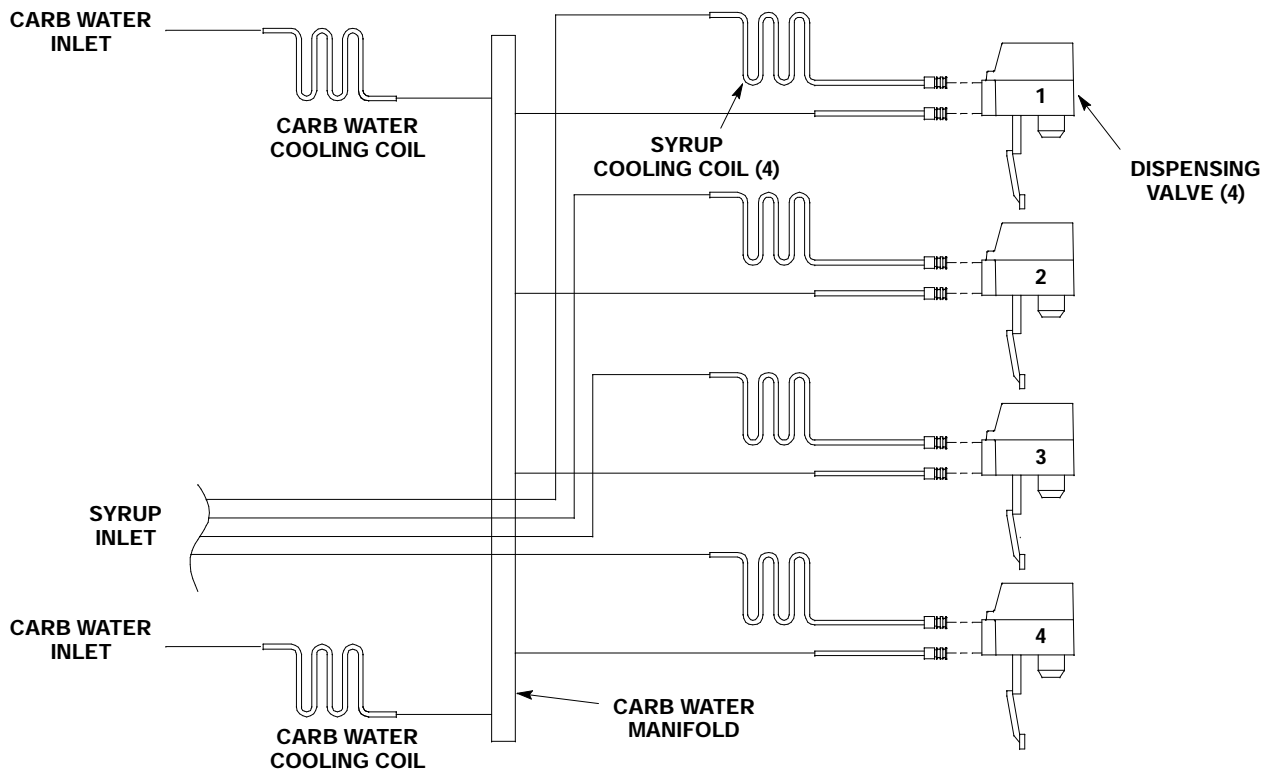 CARB WATER
INLET
CARB WATER
COOLING COIL
SYRUP
COOLING COIL (4)
1
DISPENSING
VALVE (4)
2
3
SYRUP
INLET
4
CARB WATER
INLET
CARB WATER
COOLING COIL
CARB WATER
MANIFOLD